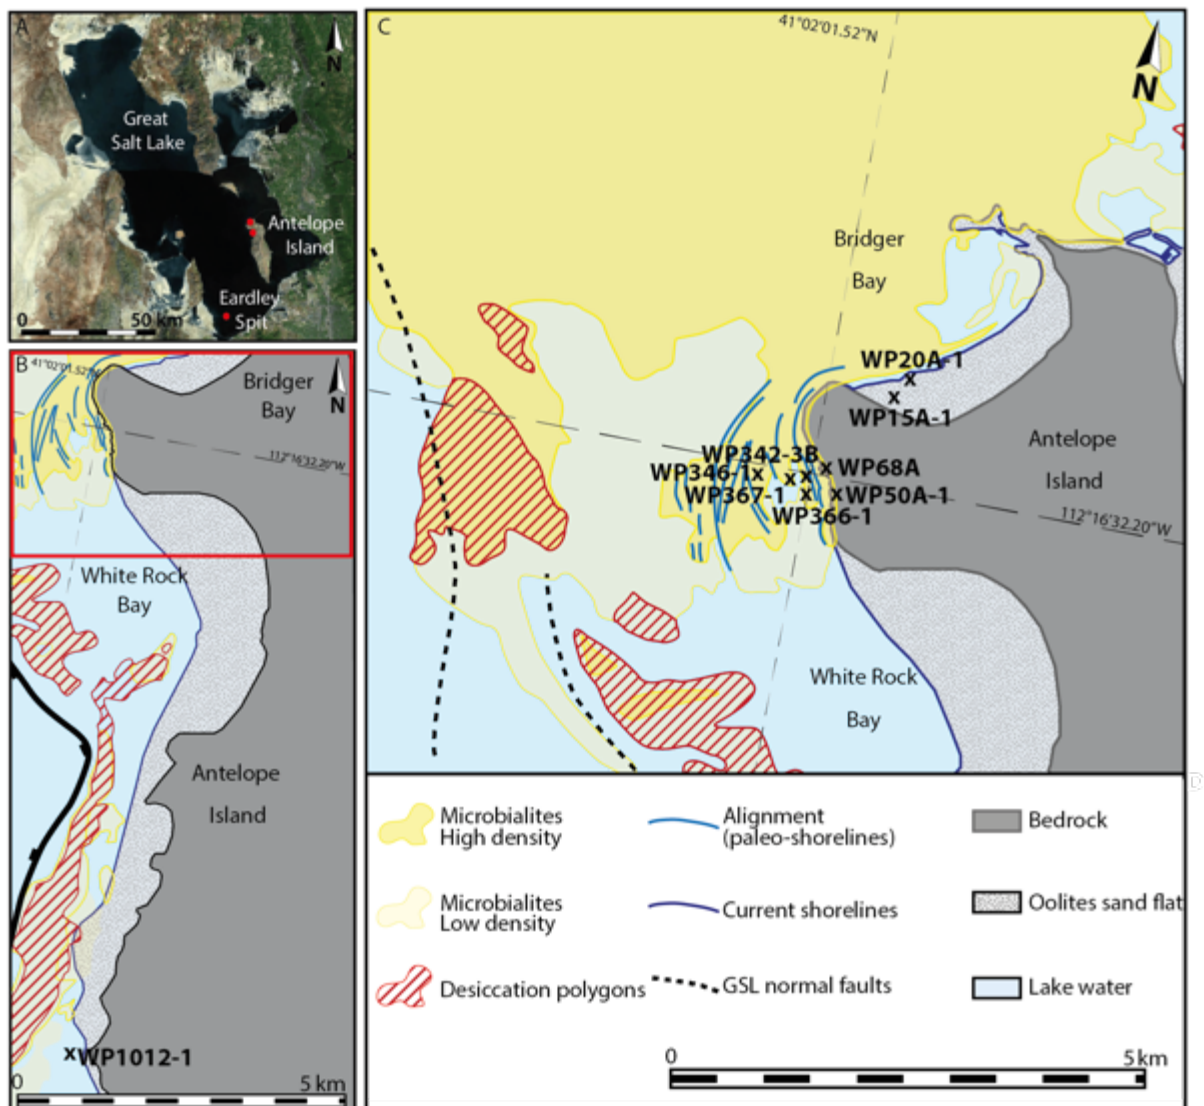 A
N
Great
Salt Lake
Antelope
Island
Eardley
Spit
0
50 km
B
41°02'01.52"N
Bridger
Bay
N
112°16'32.20"W
White Rock
Bay
Antelope
Island
WP1012-1
0
5 km
C
41°02'01.52"N
N
Bridger
Bay
WP20A-1
WP15A-1
WP342-3B
WP346-1
WP68A
WP367-1
WP50A-1
WP366-1
Antelope
Island
112°16'32.20"W
White Rock
Bay
Microbialites
High density
Alignment
(paleo-shorelines)
Bedrock
Microbialites
Low density
Current shorelines
Oolites sand flat
Desiccation polygons
GSL normal faults
Lake water
0
5 km